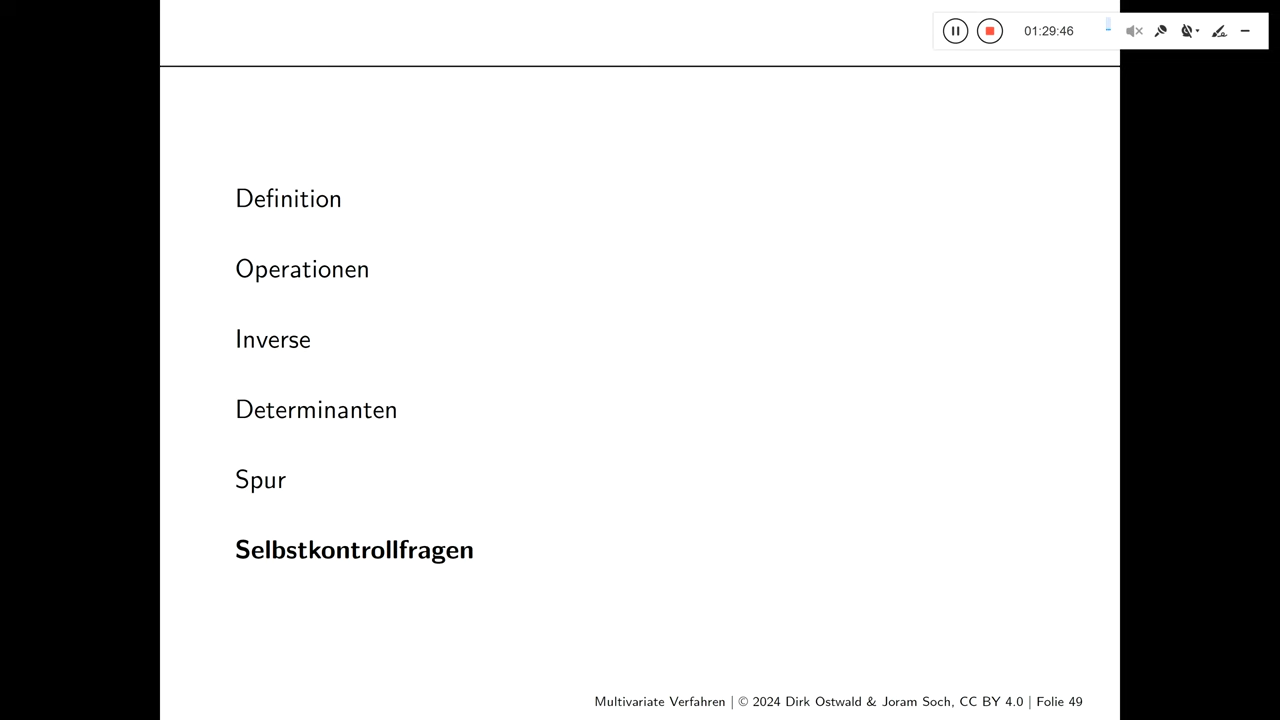 01:29:46
Definition
Operationen
Inverse
Determinanten
Spur
Selbstkontrollfragen
Multivariate Verfahren | © 2024 Dirk Ostwald & Joram Soch, CC BY 4.0 | Folie 49